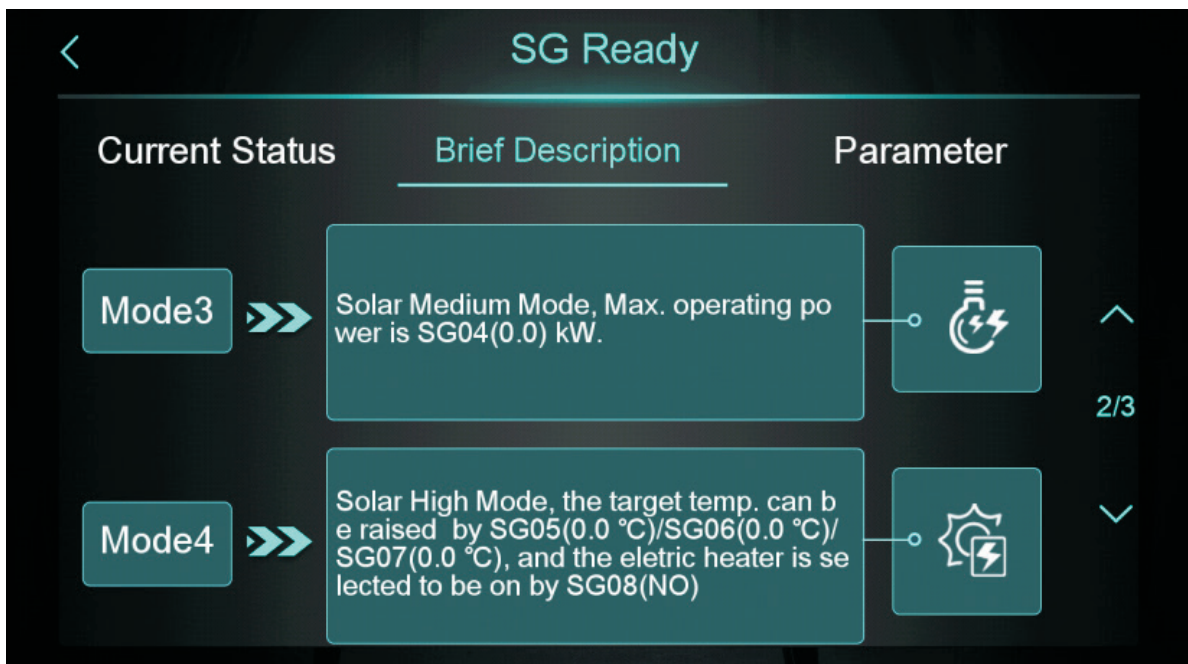 SG Ready
Current Status
Brief Description
Parameter
Mode3
Solar Medium Mode, Max. operating po
wer is SG04(0.0) kW.
2/3
Mode4
Solar High Mode, the target temp. can b
e raised  by SG05(0.0 ℃)/SG06(0.0 ℃)/
SG07(0.0 ℃), and the eletric heater is se
lected to be on by SG08(NO)